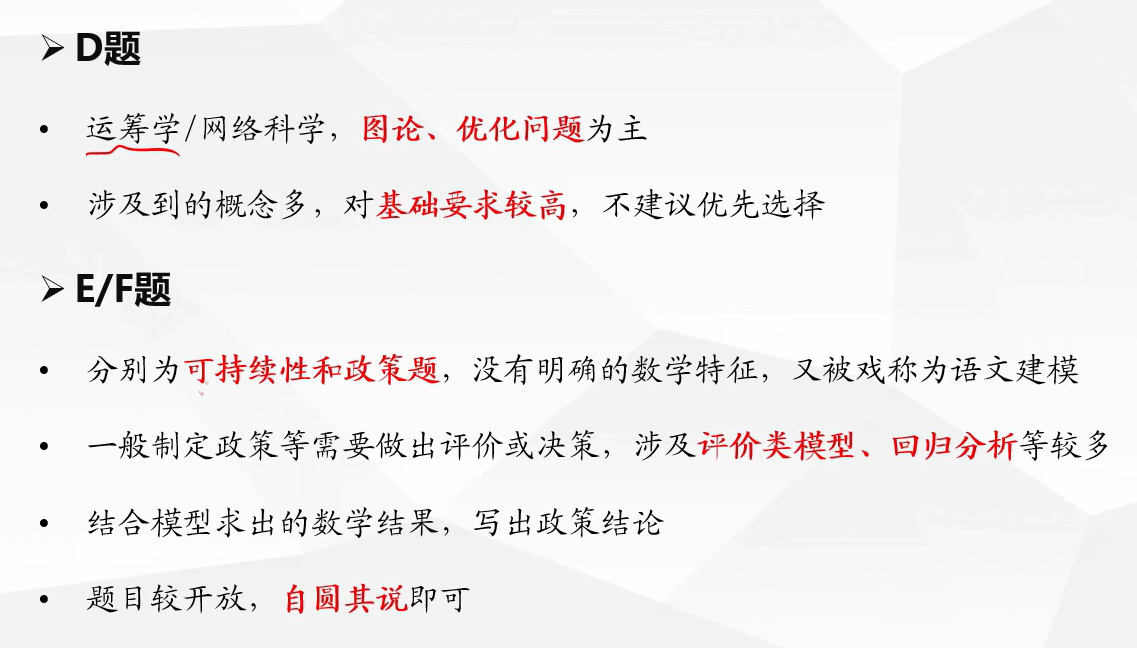 ➢ D题
• 运筹学/网络科学，图论、优化问题为主
• 涉及到的概念多，对基础要求较高，不建议优先选择
➢ E/F题
• 分别为可持续性和政策题，没有明确的数学特征，又被戏称为语文建模
• 一般制定政策等需要做出评价或决策，涉及评价类模型、回归分析等较多
• 结合模型求出的数学结果，写出政策结论
• 题目较开放，自圆其说即可